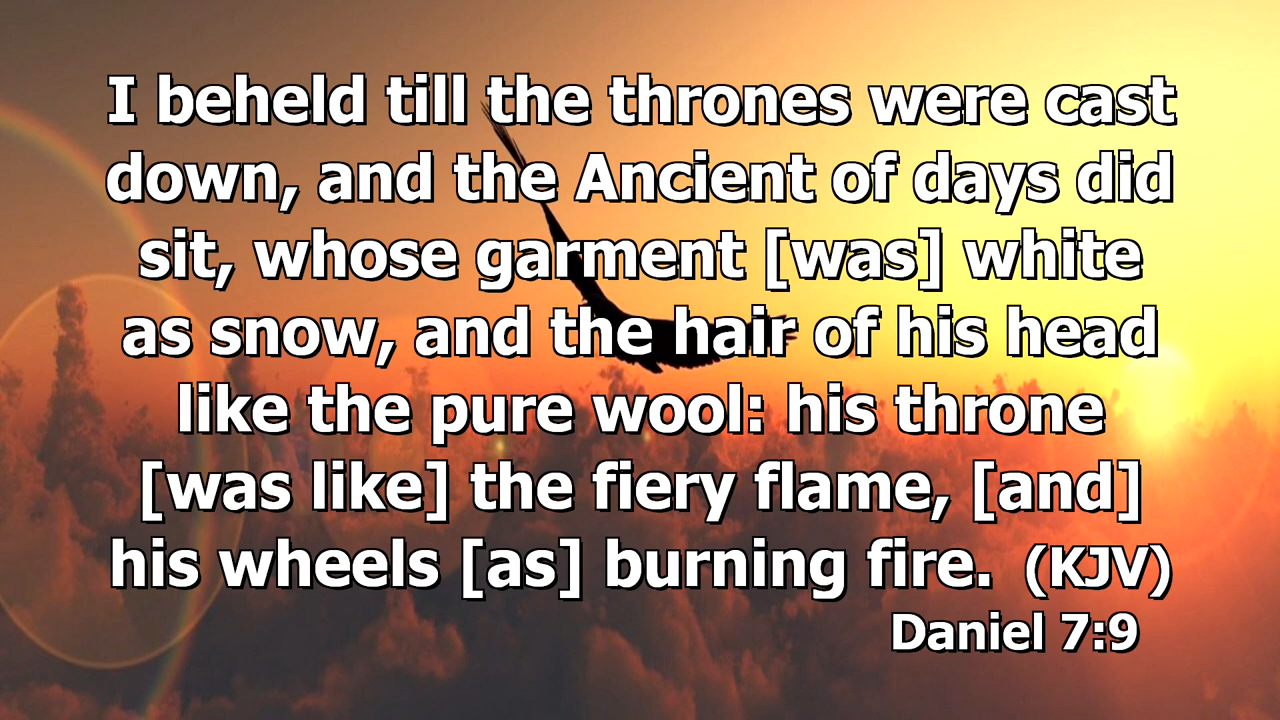 I beheld till the thrones were cast
down, and the Ancient of days did
sit, whose garment [was] white
as snow, and the hair of his head
like the pure wool: his throne
[was like] the fiery flame, [and]
his wheels [as] burning fire. (KJV)
Daniel 7:9